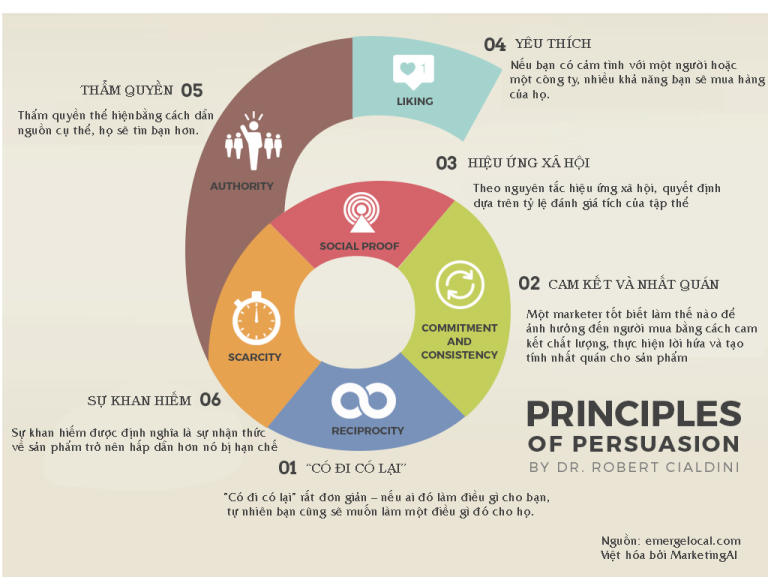 04 YÊU THÍCH
Nếu bạn có cảm tình với một người hoặc
một công ty, nhiều khả năng bạn sẽ mua hàng
của họ.
1
LIKING
THẨM QUYỀN 05
Thẩm quyền thể hiệnbằng cách dẫn
nguồn cụ thể, họ sẽ tin bạn hơn.
AUTHORITY
03 HIỆU ỨNG XÃ HỘI
Theo nguyên tắc hiệu ứng xã hội, quyết định
dựa trên tỷ lệ đánh giá tích của tập thể
SOCIAL PROOF
02 CAM KẾT VÀ NHẤT QUÁN
Một marketer tốt biết làm thế nào để
ảnh hưởng đến người mua bằng cách cam
kết chất lượng, thực hiện lời hứa và tạo
tính nhất quán cho sản phẩm
COMMITMENT
AND
CONSISTENCY
SCARCITY
SỰ KHAN HIẾM 06
Sự khan hiếm được định nghĩa là sự nhận thức
về sản phẩm trở nên hấp dẫn hơn nó bị hạn chế
RECIPROCITY
01 "CÓ ĐI CÓ LẠI"
"Có đi có lại" rất đơn giản – nếu ai đó làm điều gì cho bạn,
tự nhiên bạn cũng sẽ muốn làm một điều gì đó cho họ.
PRINCIPLES
OF PERSUASION
BY DR. ROBERT CIALDINI
Nguồn: emergelocal.com
Việt hóa bởi MarketingAI